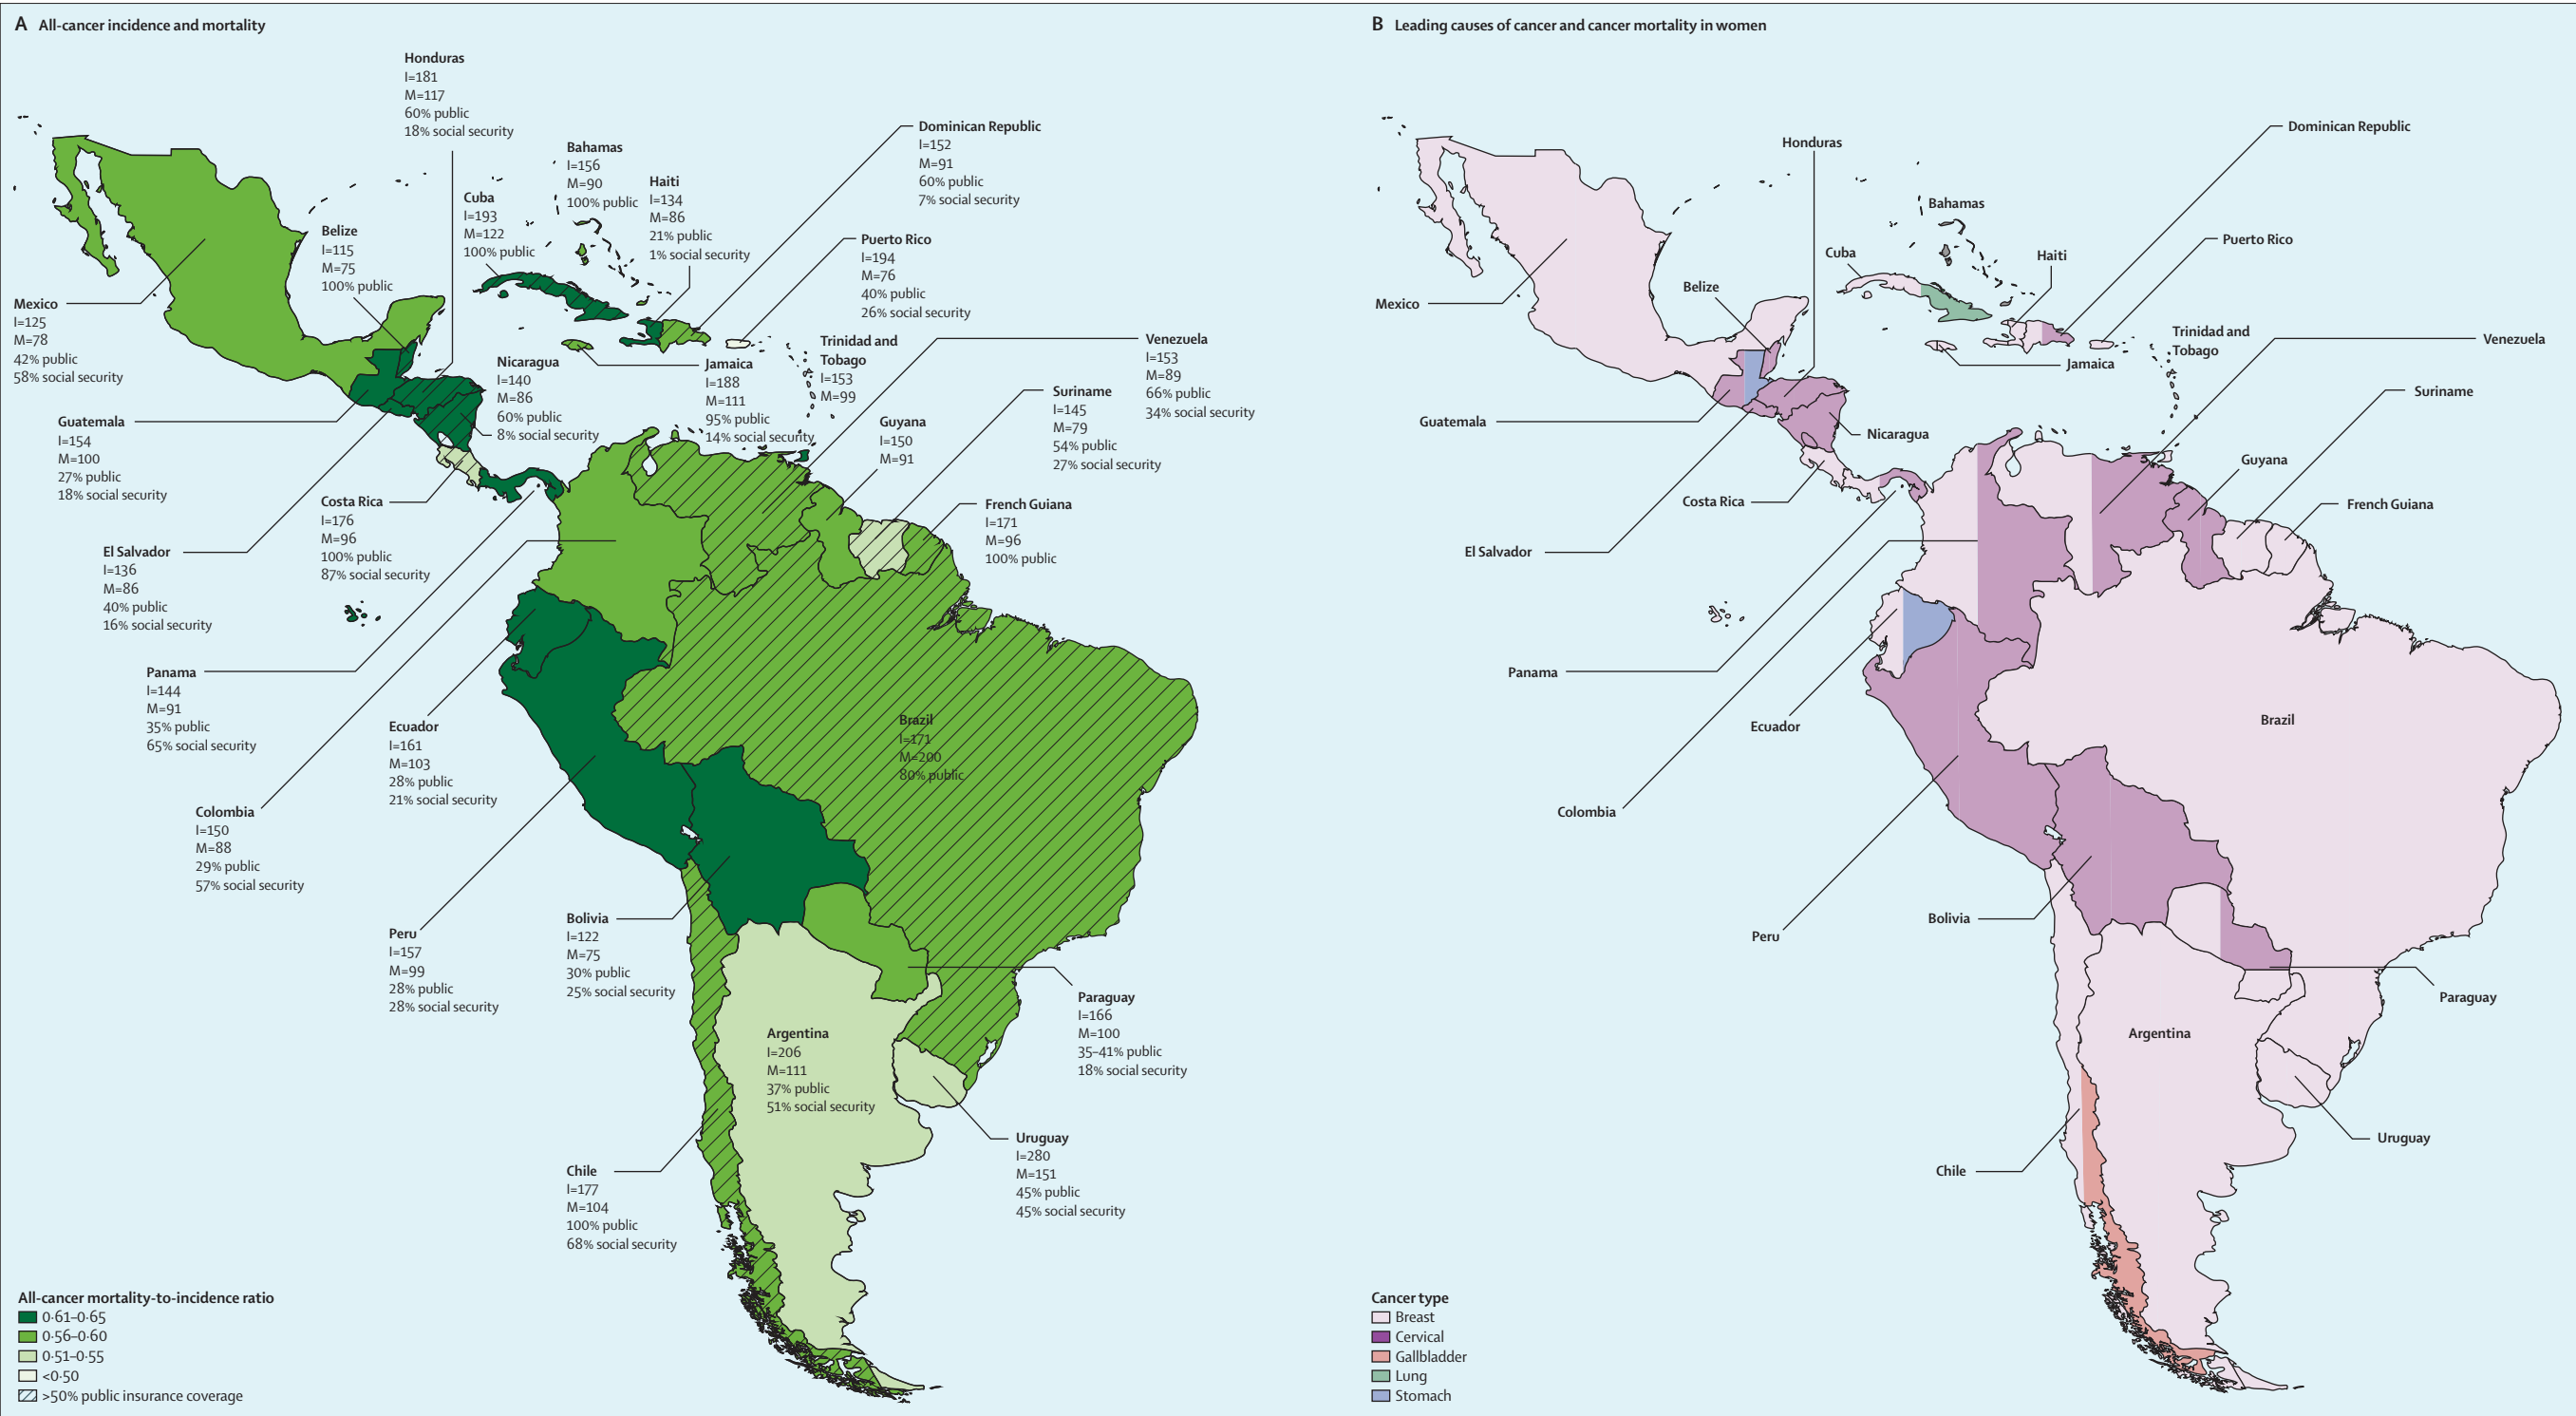 A All-cancer incidence and mortality
Honduras
I=181
M=117
60% public
18% social security
Bahamas
I=156
M=90
100% public
Dominican Republic
I=152
M=91
60% public
7% social security
Haiti
I=134
M=86
21% public
1% social security
Cuba
I=193
M=122
100% public
Belize
I=115
M=75
100% public
Puerto Rico
I=194
M=76
40% public
26% social security
Mexico
I=125
M=78
42% public
58% social security
Trinidad and
Tobago
I=153
M=99
Venezuela
I=153
M=89
66% public
34% social security
Nicaragua
I=140
M=86
60% public
8% social security
Jamaica
I=188
M=111
95% public
14% social security
Suriname
I=145
M=79
54% public
27% social security
Guatemala
I=154
M=100
27% public
18% social security
Guyana
I=150
M=91
Costa Rica
I=176
M=96
100% public
87% social security
French Guiana
I=171
M=96
100% public
El Salvador
I=136
M=86
40% public
16% social security
Panama
I=144
M=91
35% public
65% social security
Ecuador
I=161
M=103
28% public
21% social security
Brazil
I=171
M=200
80% public
Colombia
I=150
M=88
29% public
57% social security
Peru
I=157
M=99
28% public
28% social security
Bolivia
I=122
M=75
30% public
25% social security
Paraguay
I=166
M=100
35–41% public
18% social security
Argentina
I=206
M=111
37% public
51% social security
Uruguay
I=280
M=151
45% public
45% social security
Chile
I=177
M=104
100% public
68% social security
All-cancer mortality-to-incidence ratio
0·61–0·65
0·56–0·60
0·51–0·55
<0·50
>50% public insurance coverage
B Leading causes of cancer and cancer mortality in women
Dominican Republic
Honduras
Bahamas
Puerto Rico
Cuba
Haiti
Belize
Mexico
Trinidad and
Tobago
Venezuela
Jamaica
Suriname
Guatemala
Nicaragua
Guyana
Costa Rica
French Guiana
El Salvador
Panama
Ecuador
Brazil
Colombia
Peru
Bolivia
Paraguay
Argentina
Uruguay
Chile
Cancer type
Breast
Cervical
Gallbladder
Lung
Stomach